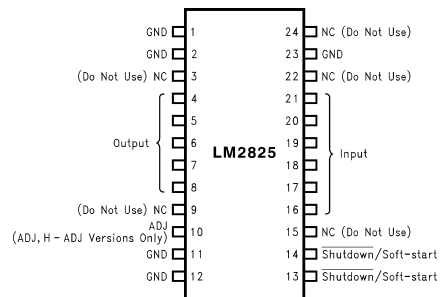 GND 1
GND 2
(Do Not Use) NC 3
4
5
Output 6
7
8
(Do Not Use) NC 9
ADJ
(ADJ, H-ADJ Versions Only) 10
GND 11
GND 12
LM2825
24 NC (Do Not Use)
23 GND
22 NC (Do Not Use)
21
20
19
Input
18
17
16
15 NC (Do Not Use)
14 Shutdown/Soft-start
13 Shutdown/Soft-start